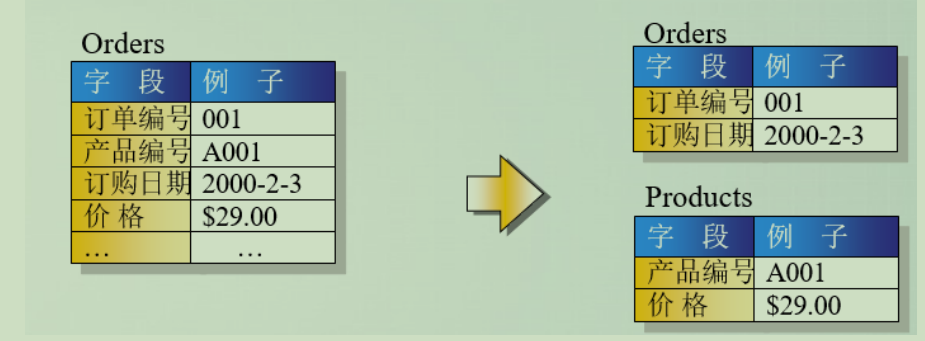 Orders
字 段 例 子
订单编号 001
产品编号 A001
订购日期 2000-2-3
价 格 $29.00
… …
Orders
字 段 例 子
订单编号 001
订购日期 2000-2-3
Products
字 段 例 子
产品编号 A001
价 格 $29.00